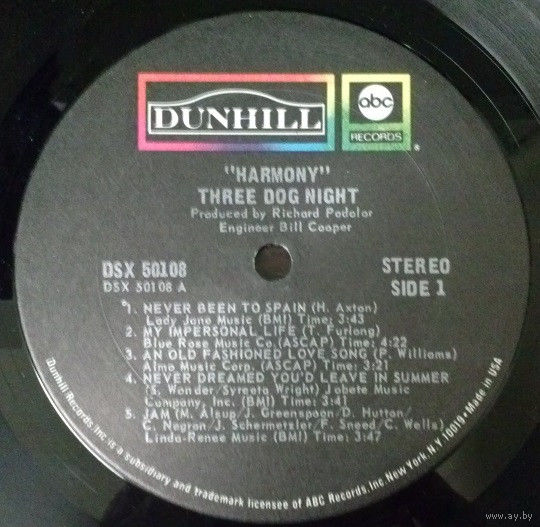 DUNHILL
abc
RECORDS
®
"HARMONY"
THREE DOG NIGHT
Produced by Richard Podolor
Engineer Bill Cooper
DSX 50108
DSX 50108 A
STEREO
SIDE 1
1. NEVER BEEN TO SPAIN (H. Axton)
Lady Jane Music (BMI) Time: 3:43
2. MY IMPERSONAL LIFE (T. Furlong)
Blue Rose Music Co. (ASCAP) Time: 4:22
3. AN OLD FASHIONED LOVE SONG (P. Williams)
Almo Music Corp. (ASCAP) Time: 3:21
4. NEVER DREAMED YOU'D LEAVE IN SUMMER
(S. Wonder/Syreeta Wright) Jobete Music
Company, Inc. (BMI) Time: 3:41
5. JAM (M. Alsup/J. Greenspoon/D. Hutton/
C. Negron/J. Schermetzler/F. Sneed/C. Wells)
Linda-Renee Music (BMI) Time: 3:47
Dunhill Records Inc is a subsidiary and trademark licensee of ABC Records, Inc. New York, N.Y. 10019 • Made in USA
www.ay.by